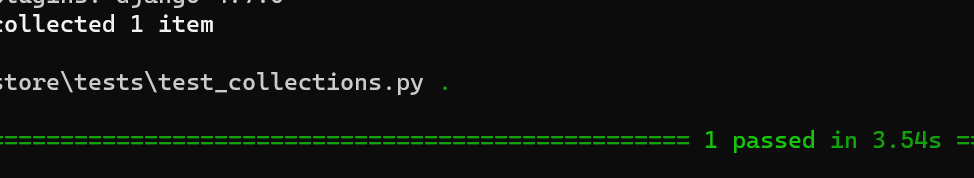 collected 1 item
store\tests\test_collections.py .
================================================= 1 passed in 3.54s ==